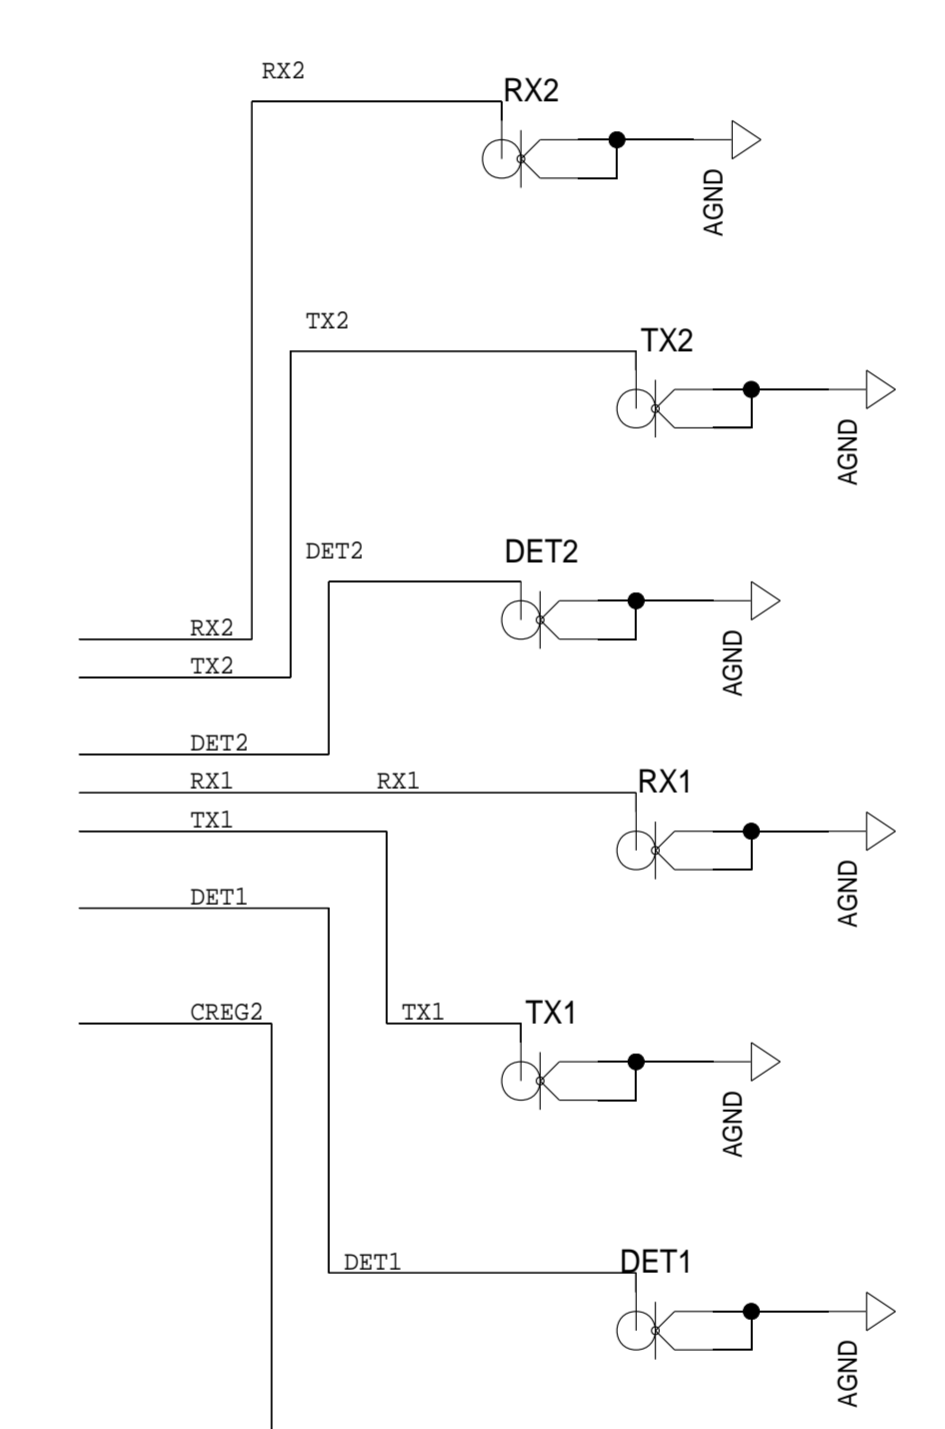 RX2
RX2
AGND
TX2
TX2
AGND
DET2
DET2
RX2
AGND
TX2
DET2
RX1
RX1
RX1
TX1
AGND
DET1
CREG2
TX1
TX1
AGND
DET1
DET1
AGND